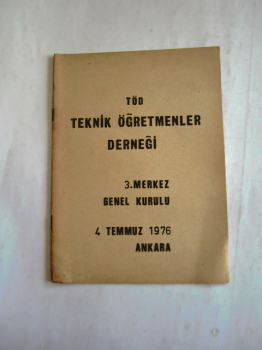 TÖD
TEKNİK ÖĞRETMENLER
DERNEĞİ
3.MERKEZ
GENEL KURULU
4 TEMMUZ 1976
ANKARA